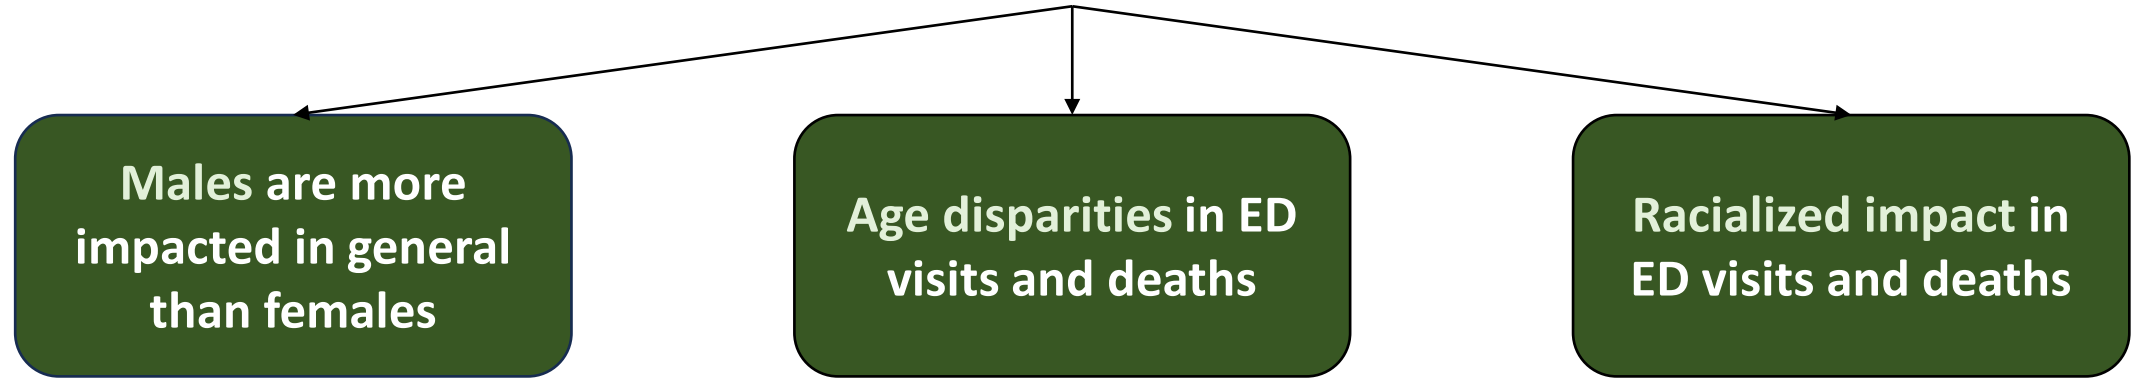 Males are more
impacted in general
than females
Age disparities in ED
visits and deaths
Racialized impact in
ED visits and deaths